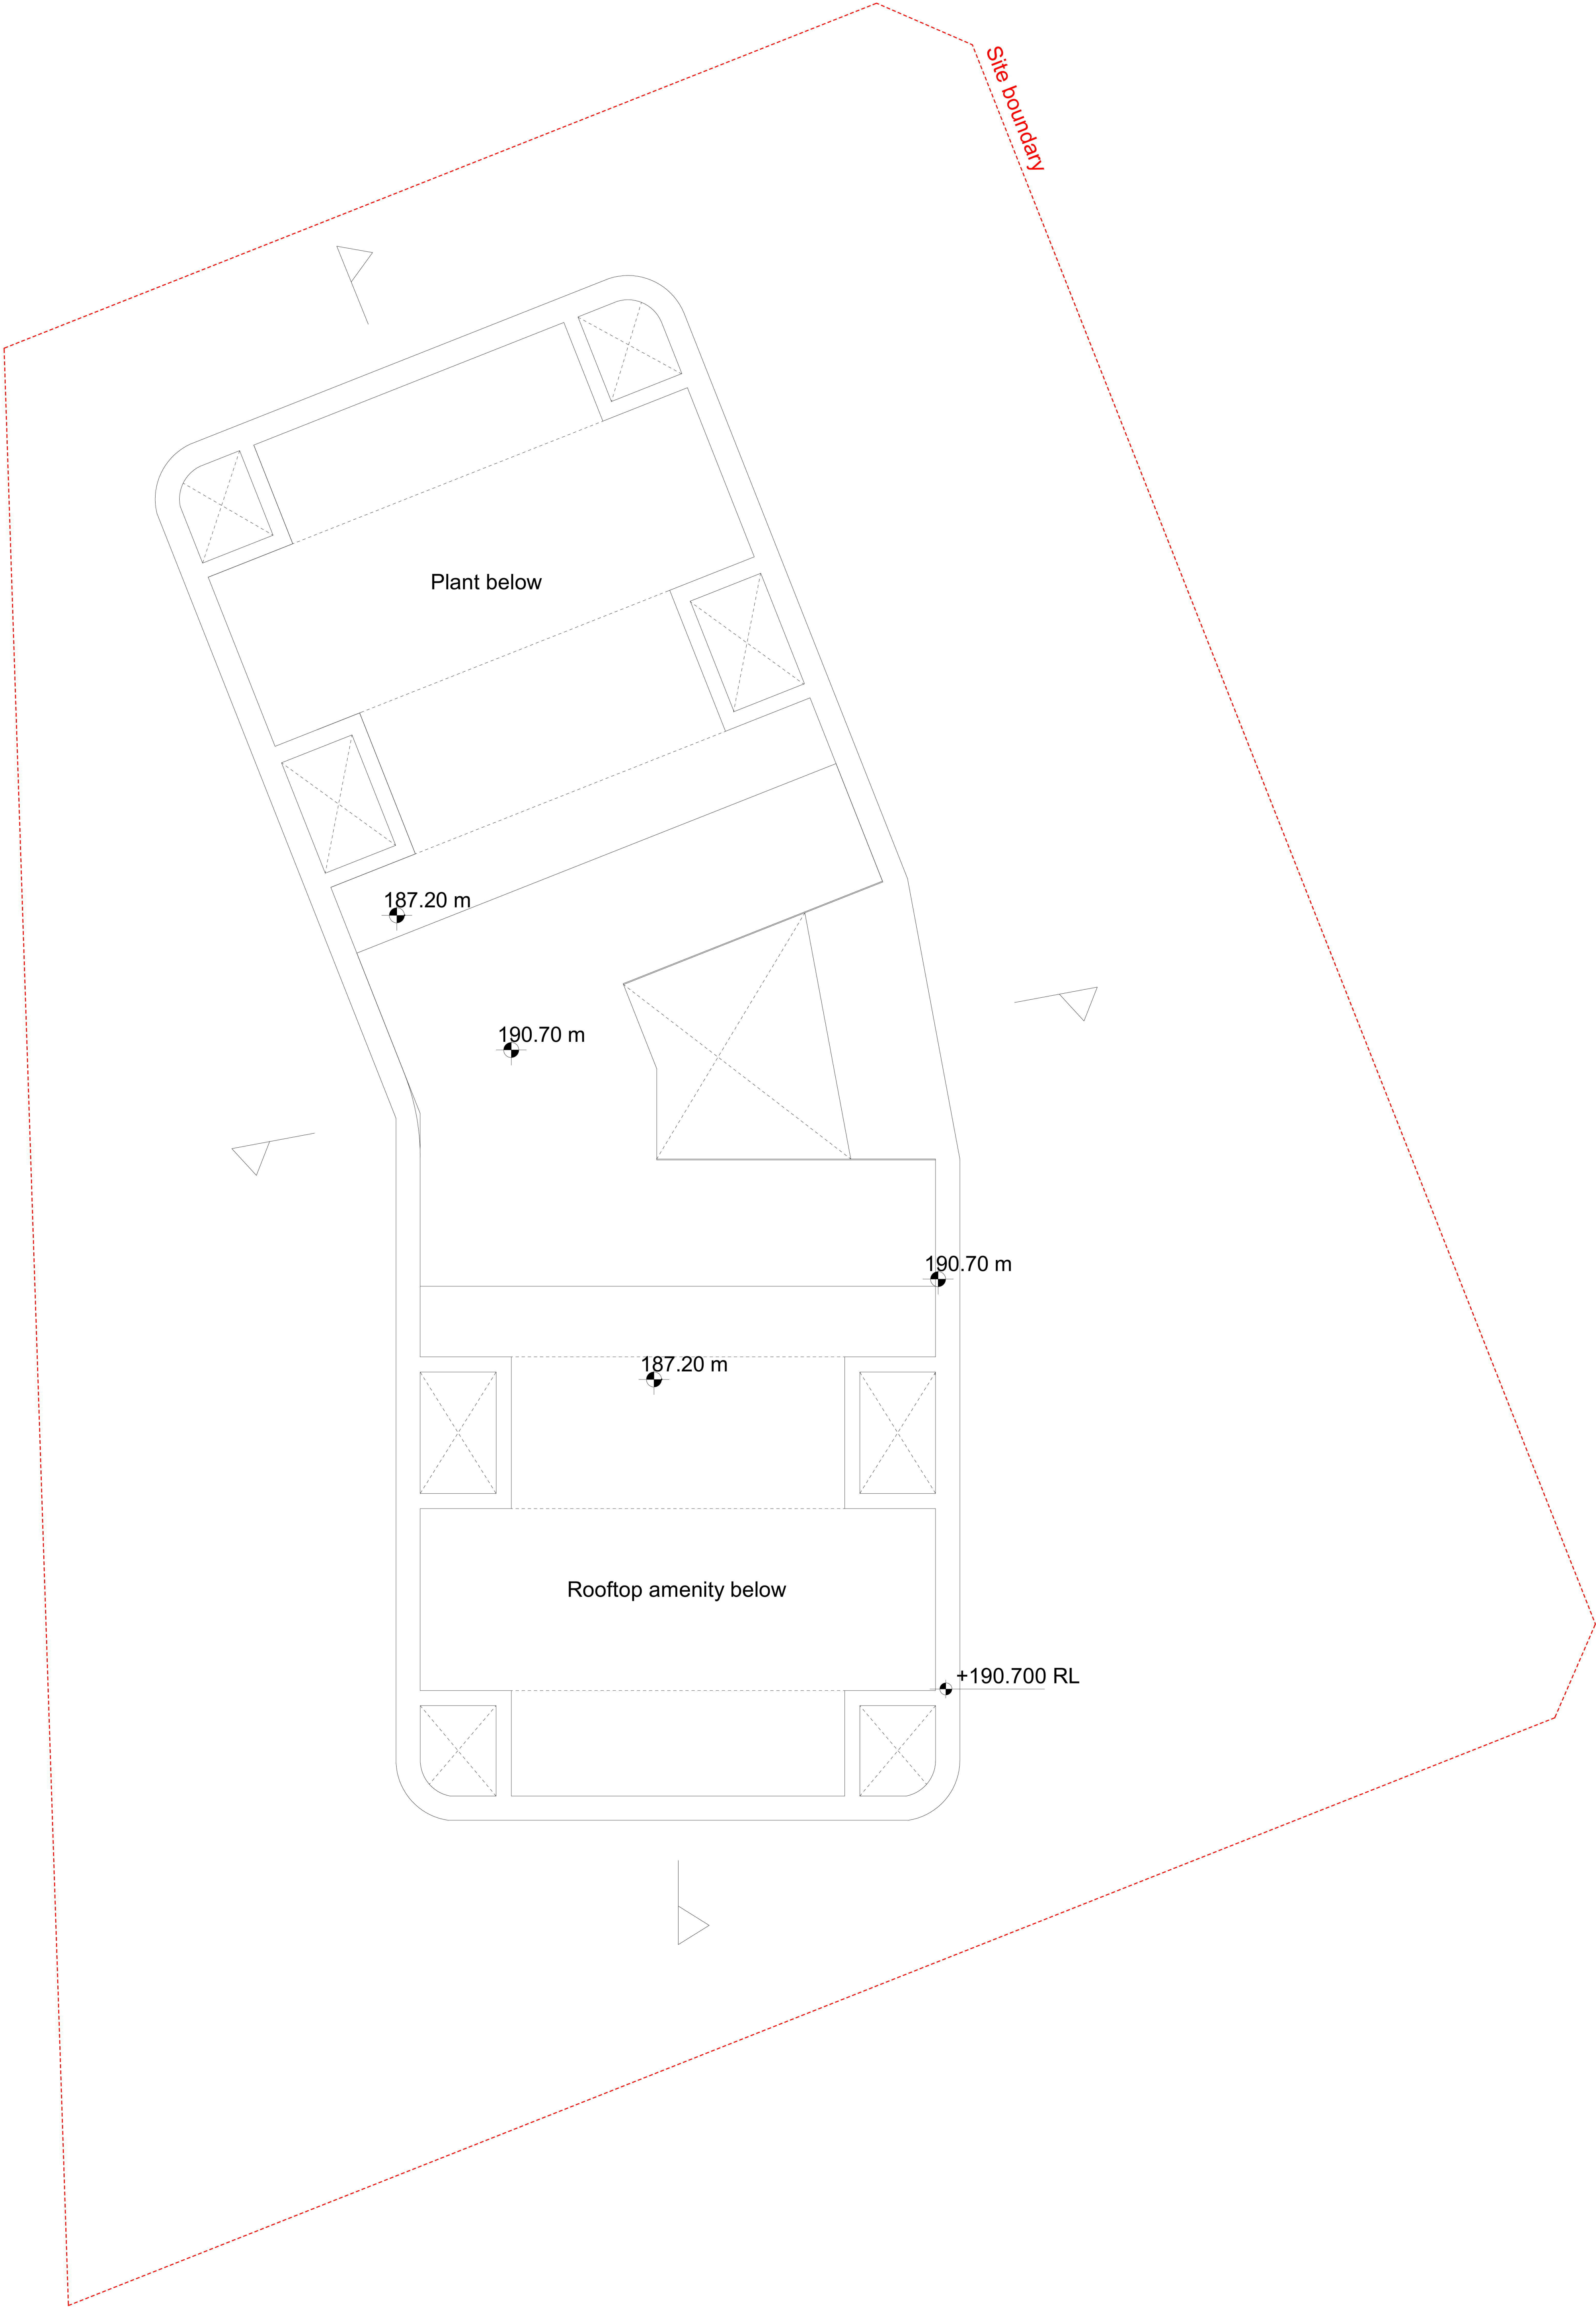 Site boundary
Plant below
187.20 m
190.70 m
190.70 m
187.20 m
Rooftop amenity below
+190.700 RL